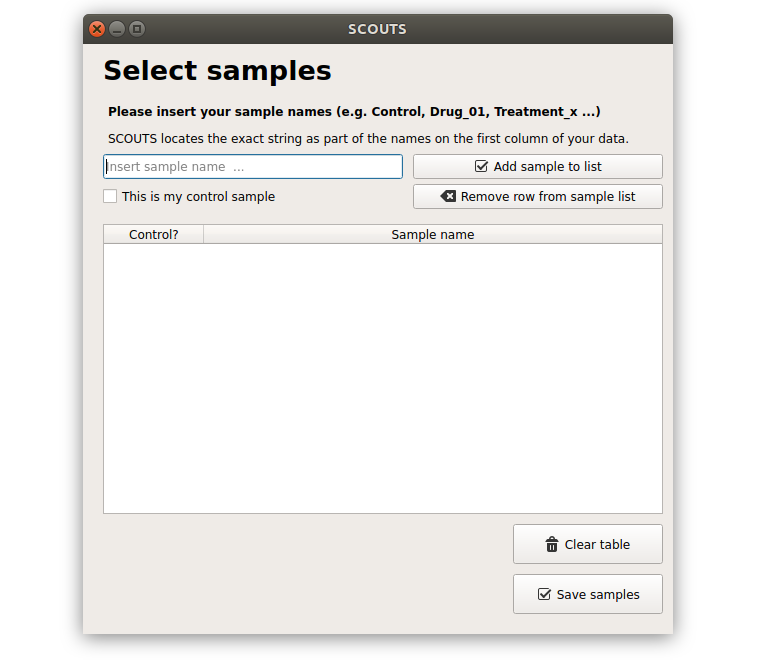 SCOUTS
Select samples
Please insert your sample names (e.g. Control, Drug_01, Treatment_x ...)
SCOUTS locates the exact string as part of the names on the first column of your data.
Insert sample name ...
Add sample to list
This is my control sample
Remove row from sample list
Control?
Sample name
Clear table
Save samples